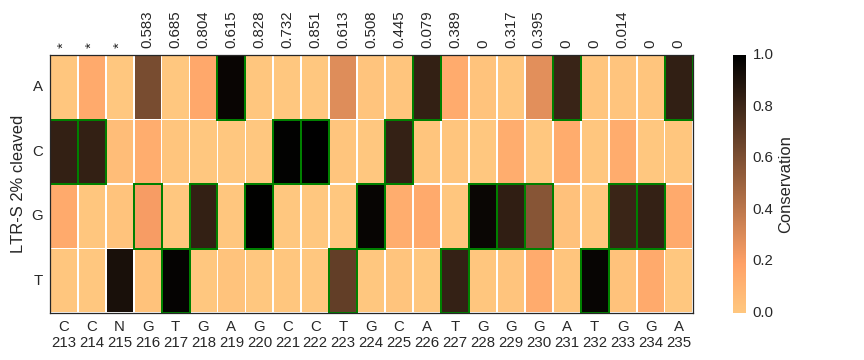 * * * 0.583 0.685 0.804 0.615 0.828 0.732 0.851 0.613 0.508 0.445 0.079 0.389 0 0.317 0.395 0 0 0.014 0 0
LTR-S 2% cleaved
A
C
G
T
C C N G T G A G C C T G C A T G G G A T G G A
213 214 215 216 217 218 219 220 221 222 223 224 225 226 227 228 229 230 231 232 233 234 235
1.0
0.8
0.6
0.4
0.2
0.0
Conservation